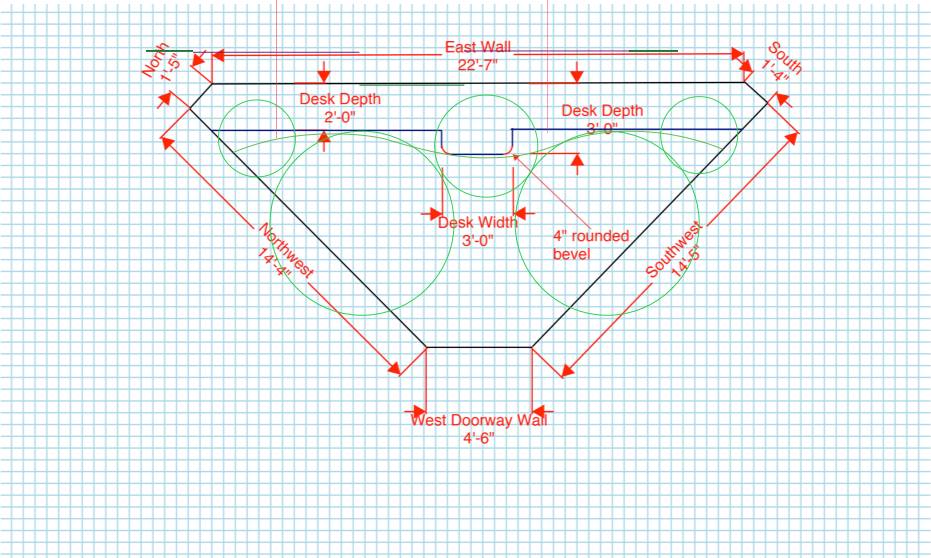 East Wall
22'-7"
North
1'-5"
South
1'-4"
Desk Depth
2'-0"
Desk Depth
3'-0"
Desk Width
3'-0"
4" rounded
bevel
Northwest
14'-4"
Southwest
14'-5"
West Doorway Wall
4'-6"